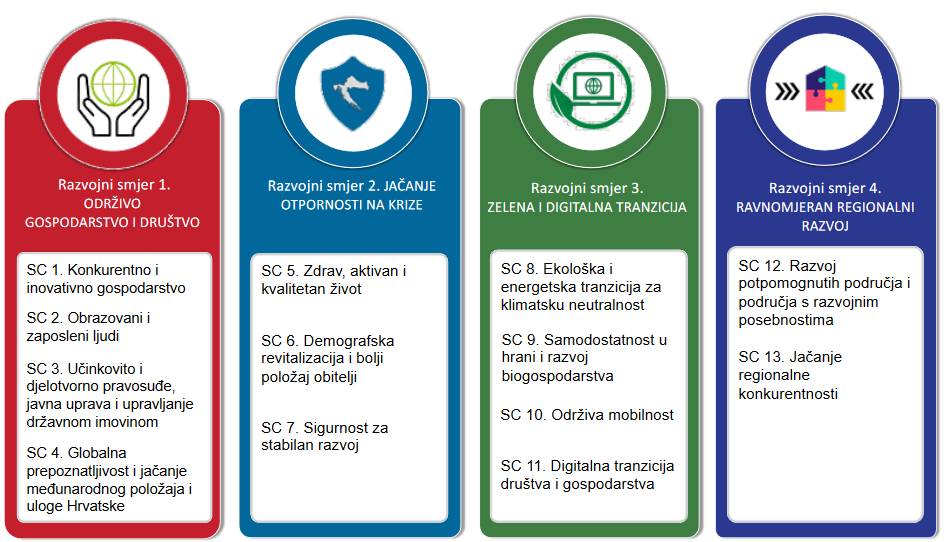 Razvojni smjer 1.
ODRŽIVO
GOSPODARSTVO I DRUŠTVO
SC 1. Konkurentno i
inovativno gospodarstvo
SC 2. Obrazovani i
zaposleni ljudi
SC 3. Učinkovito i
djelotvorno pravosuđe,
javna uprava i upravljanje
državnom imovinom
SC 4. Globalna
prepoznatljivost i jačanje
međunarodnog položaja i
uloge Hrvatske
Razvojni smjer 2. JAČANJE
OTPORNOSTI NA KRIZE
SC 5. Zdrav, aktivan i
kvalitetan život
SC 6. Demografska
revitalizacija i bolji
položaj obitelji
SC 7. Sigurnost za
stabilan razvoj
Razvojni smjer 3.
ZELENA I DIGITALNA TRANZICIJA
SC 8. Ekološka i
energetska tranzicija za
klimatsku neutralnost
SC 9. Samodostatnost u
hrani i razvoj
biogospodarstva
SC 10. Održiva mobilnost
SC 11. Digitalna tranzicija
društva i gospodarstva
Razvojni smjer 4.
RAVNOMJERAN REGIONALNI
RAZVOJ
SC 12. Razvoj
potpomognutih područja i
područja s razvojnim
posebnostima
SC 13. Jačanje
regionalne
konkurentnosti